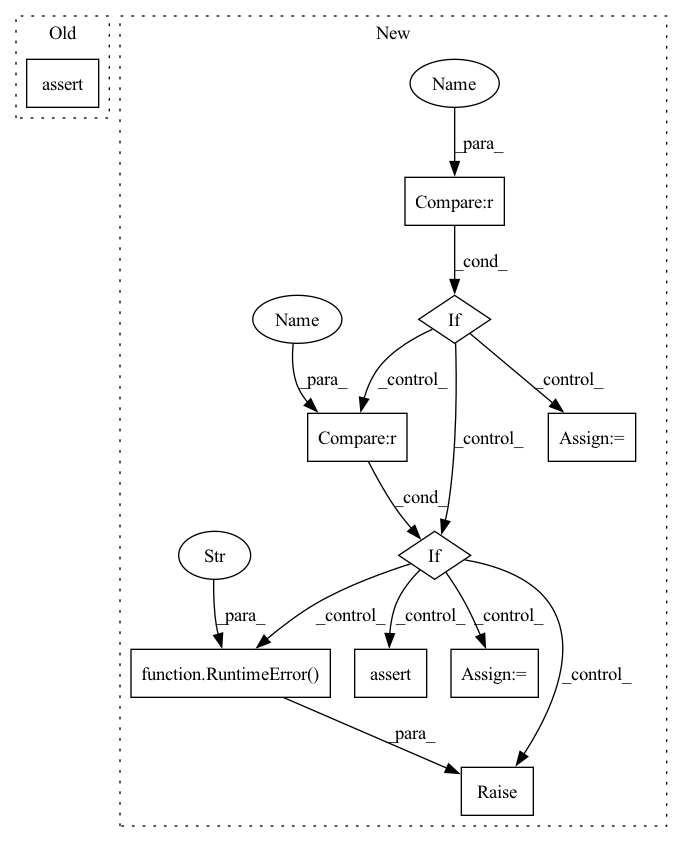 Old
New
assert
Name
_para_
Compare:r
_cond_
Name
If
_para_
_control_
_control_
_control_
Compare:r
Assign:=
_cond_
Str
If
_para_
_control_
_control_
_control_
_control_
function.RuntimeError()
assert
Assign:=
_para_
Raise